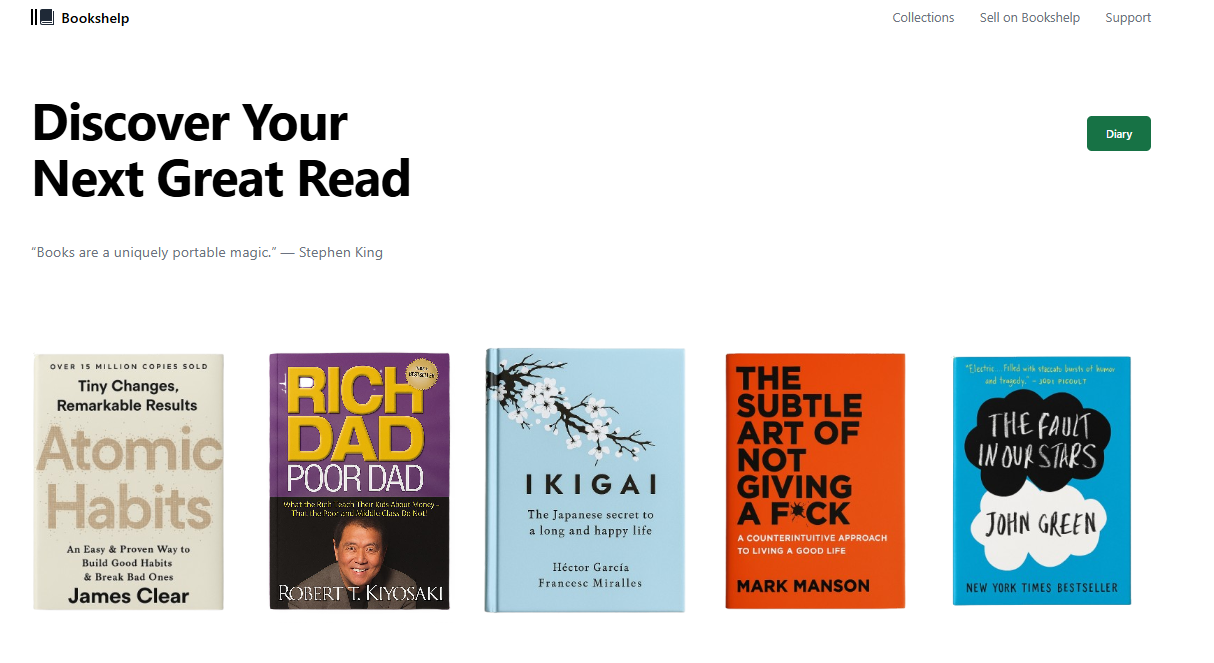 Bookshelp
Collections
Sell on Bookshelp
Support
Discover Your
Next Great Read
Diary
“Books are a uniquely portable magic.” — Stephen King
OVER 15 MILLION COPIES SOLD
Tiny Changes,
Remarkable Results
Atomic
Habits
An Easy & Proven Way to
Build Good Habits
& Break Bad Ones
James Clear
BESTSELLER
RICH
DAD
POOR DAD
What the Rich Teach Their Kids About Money -
That the Poor and Middle Class Do Not!
ROBERT T. KIYOSAKI
IKIGAI
The Japanese secret to
a long and happy life
Héctor García
Francesc Miralles
THE
SUBTLE
ART OF
NOT
GIVING
A F*CK
A COUNTERINTUITIVE APPROACH
TO LIVING A GOOD LIFE
MARK MANSON
"Electric... Filled with staccato bursts of humor
and tragedy." - JODI PICOULT
THE FAULT
IN OUR STARS
JOHN GREEN
NEW YORK TIMES BESTSELLER